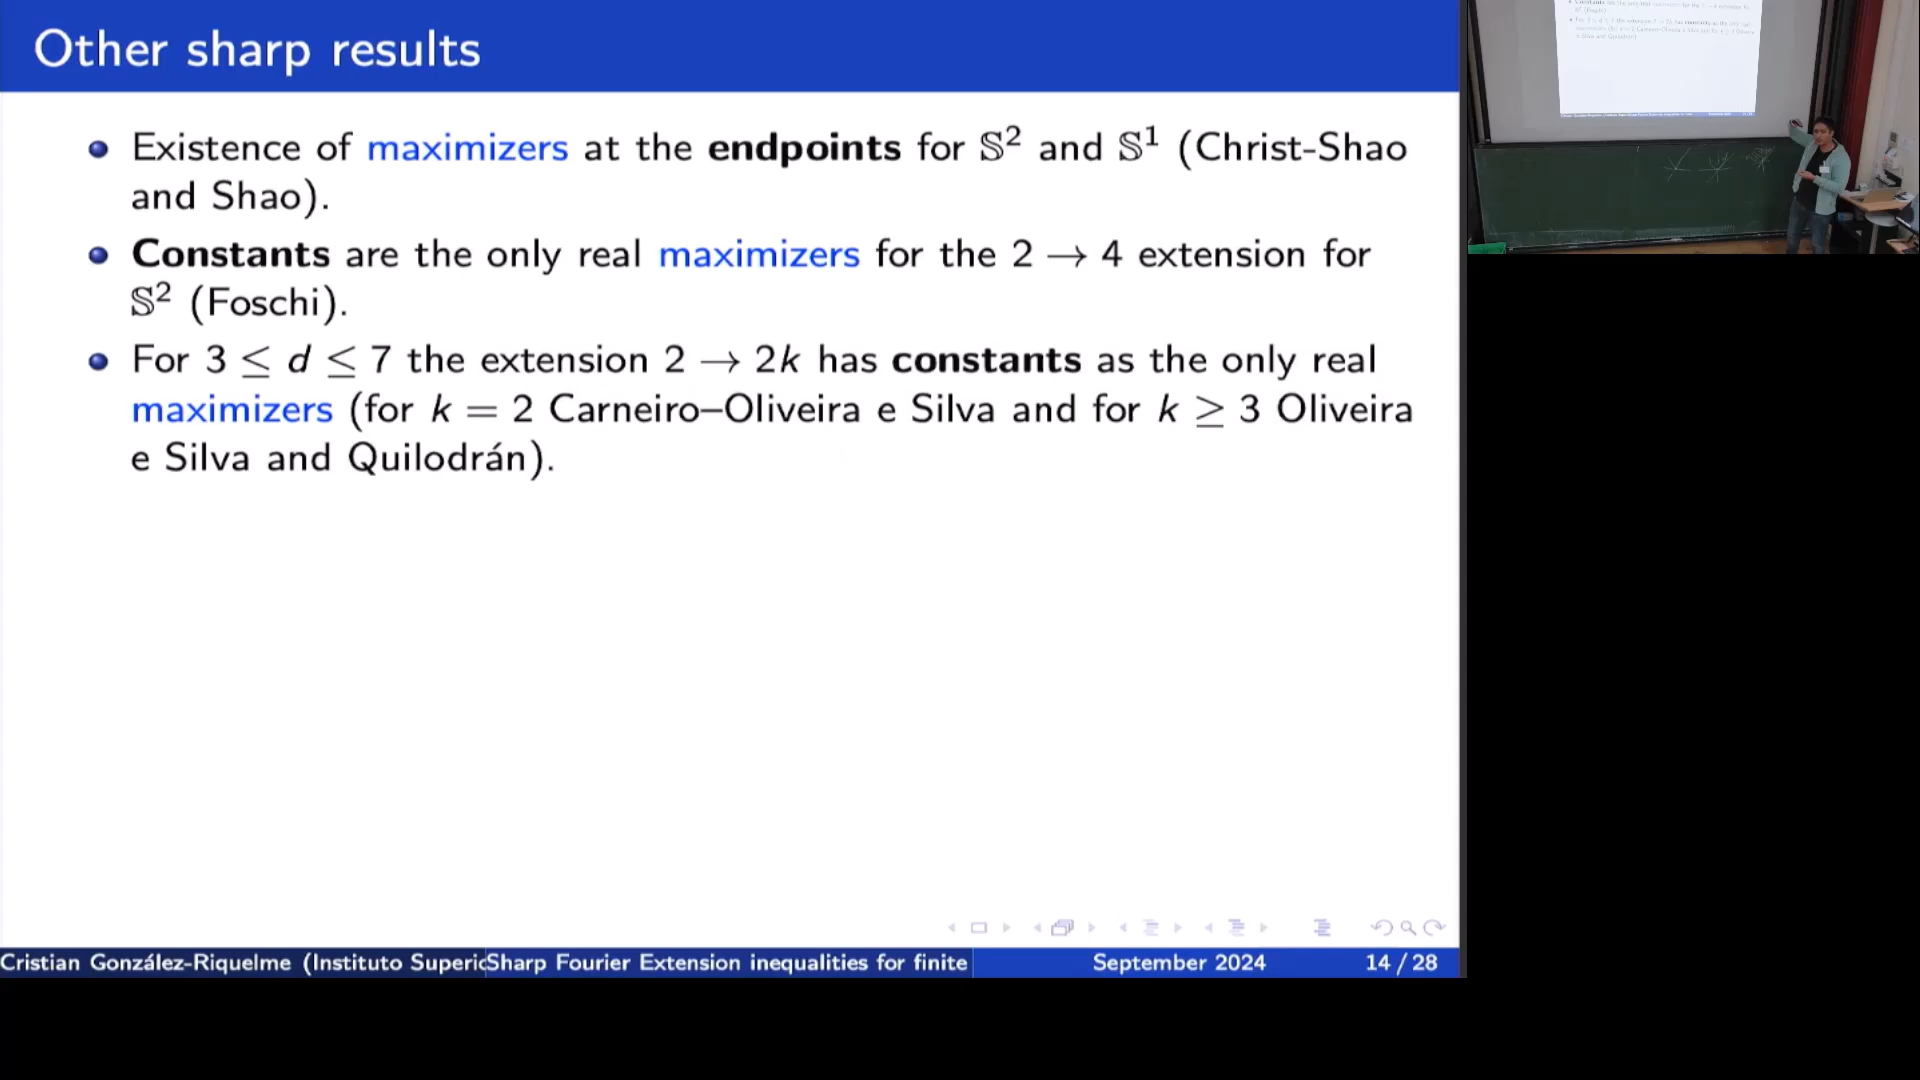 Other sharp results
Existence of maximizers at the endpoints for 𝕊² and 𝕊¹ (Christ-Shao
and Shao).
Constants are the only real maximizers for the 2 → 4 extension for
𝕊² (Foschi).
For 3 ≤ d ≤ 7 the extension 2 → 2k has constants as the only real
maximizers (for k = 2 Carneiro–Oliveira e Silva and for k ≥ 3 Oliveira
e Silva and Quilodrán).
Cristian González-Riquelme (Instituto Superic Sharp Fourier Extension inequalities for finite September 2024 14 / 28